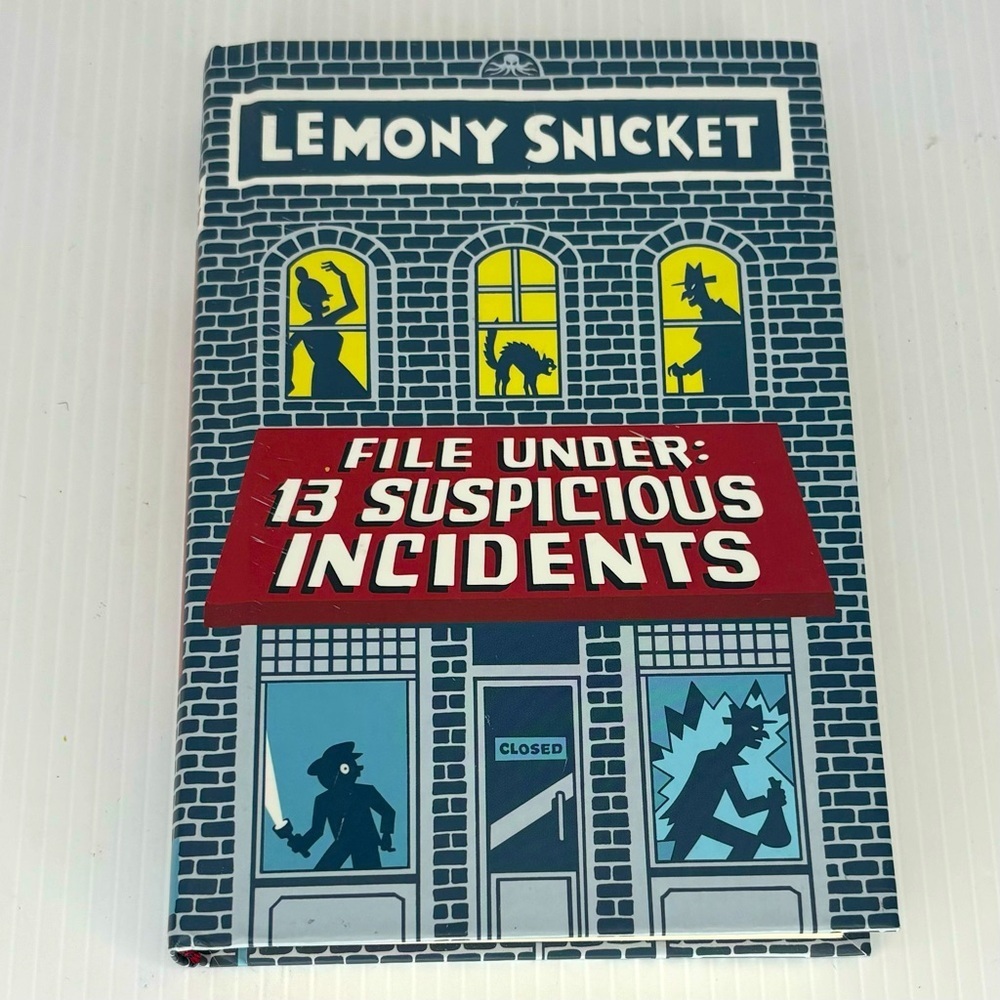 LEMONY SNICKET
FILE UNDER:
13 SUSPICIOUS
INCIDENTS
CLOSED